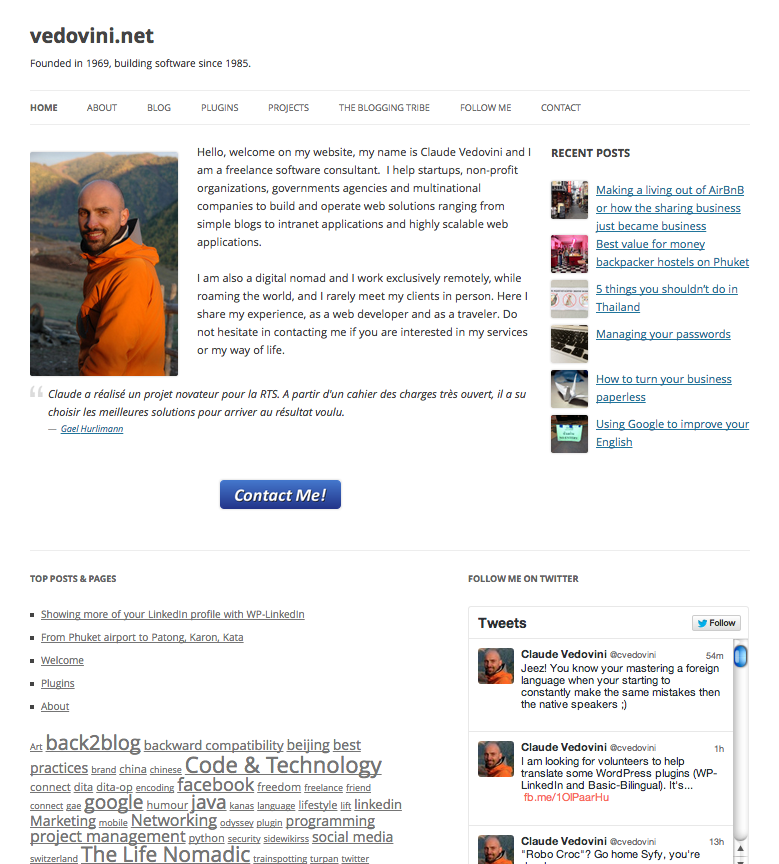 vedovini.net
Founded in 1969, building software since 1985.
HOME ABOUT BLOG PLUGINS PROJECTS THE BLOGGING TRIBE FOLLOW ME CONTACT
Hello, welcome on my website, my name is Claude Vedovini and I
am a freelance software consultant. I help startups, non-profit
organizations, governments agencies and multinational
companies to build and operate web solutions ranging from
simple blogs to intranet applications and highly scalable web
applications.
I am also a digital nomad and I work exclusively remotely, while
roaming the world, and I rarely meet my clients in person. Here I
share my experience, as a web developer and as a traveler. Do
not hesitate in contacting me if you are interested in my services
or my way of life.
“ Claude a réalisé un projet novateur pour la RTS. A partir d'un cahier des charges très ouvert, il a su
choisir les meilleures solutions pour arriver au résultat voulu.
— Gael Hurlimann
Contact Me!
RECENT POSTS
Making a living out of AirBnB
or how the sharing business
just became business
Best value for money
backpacker hostels on Phuket
5 things you shouldn't do in
Thailand
Managing your passwords
How to turn your business
paperless
Using Google to improve your
English
TOP POSTS & PAGES
Showing more of your LinkedIn profile with WP-LinkedIn
From Phuket airport to Patong, Karon, Kata
Welcome
Plugins
About
Art back2blog backward compatibility beijing best
practices brand china chinese Code & Technology
connect dita dita-op encoding facebook freedom freelance friend
connect gae google humour java kanas language lifestyle lift linkedin
Marketing mobile Networking odyssey plugin programming
project management python security sidewikirss social media
switzerland The Life Nomadic trainspotting turpan twitter
FOLLOW ME ON TWITTER
Tweets Follow
Claude Vedovini @cvedovini 54m
Jeez! You know your mastering a foreign
language when your starting to
constantly make the same mistakes then
the native speakers ;)
Claude Vedovini @cvedovini 1h
I am looking for volunteers to help
translate some WordPress plugins (WP-
LinkedIn and Basic-Bilingual). It's...
fb.me/1OlPaarHu
Claude Vedovini @cvedovini 13h
"Robo Croc"? Go home Syfy, you're